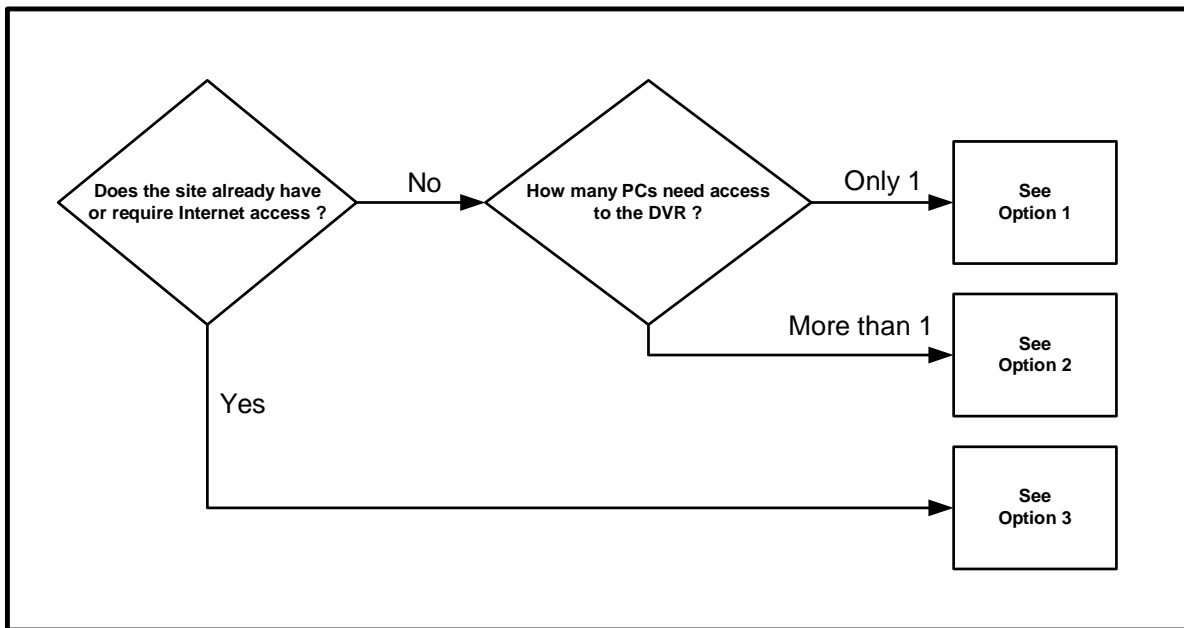 Does the site already have
or require Internet access ?
No
How many PCs need access
to the DVR ?
Only 1
See
Option 1
More than 1
See
Option 2
Yes
See
Option 3